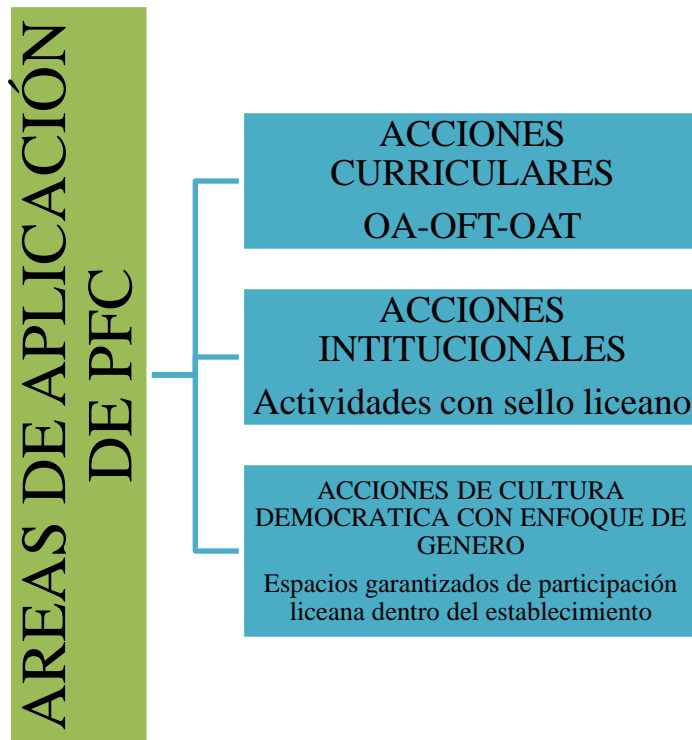 AREAS DE APLICACIÓN
DE PFC
ACCIONES
CURRICULARES
OA-OFT-OAT
ACCIONES
INTITUCIONALES
Actividades con sello liceano
ACCIONES DE CULTURA
DEMOCRATICA CON ENFOQUE DE
GENERO
Espacios garantizados de participación
liceana dentro del establecimiento